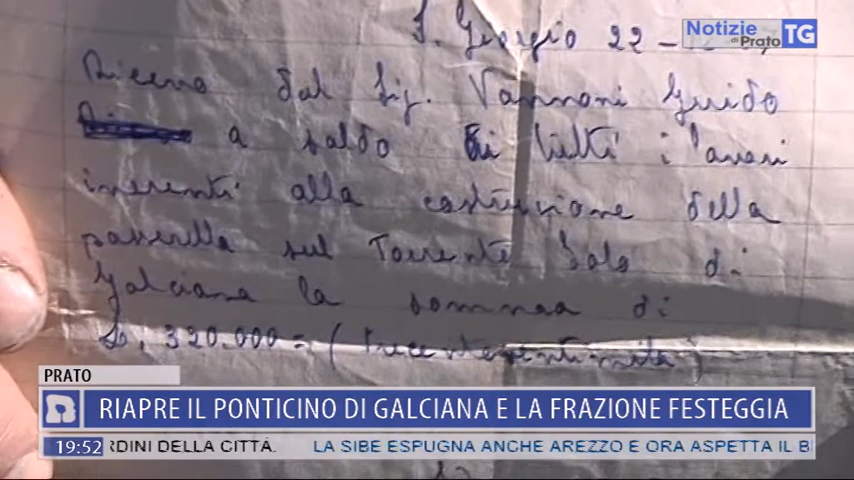 S. Giorgio 22-
Notizie di Prato TG
Ricevo dal Sig. Vannoni Guido
a saldo di tutti i lavori
inerenti alla costruzione della
passerella sul Torrente Bolo di
Galciana la somma di
£. 320.000= (trecentoventimila
PRATO
RIAPRE IL PONTICINO DI GALCIANA E LA FRAZIONE FESTEGGIA
19:52 RDINI DELLA CITTÀ. LA SIBE ESPUGNA ANCHE AREZZO E ORA ASPETTA IL B